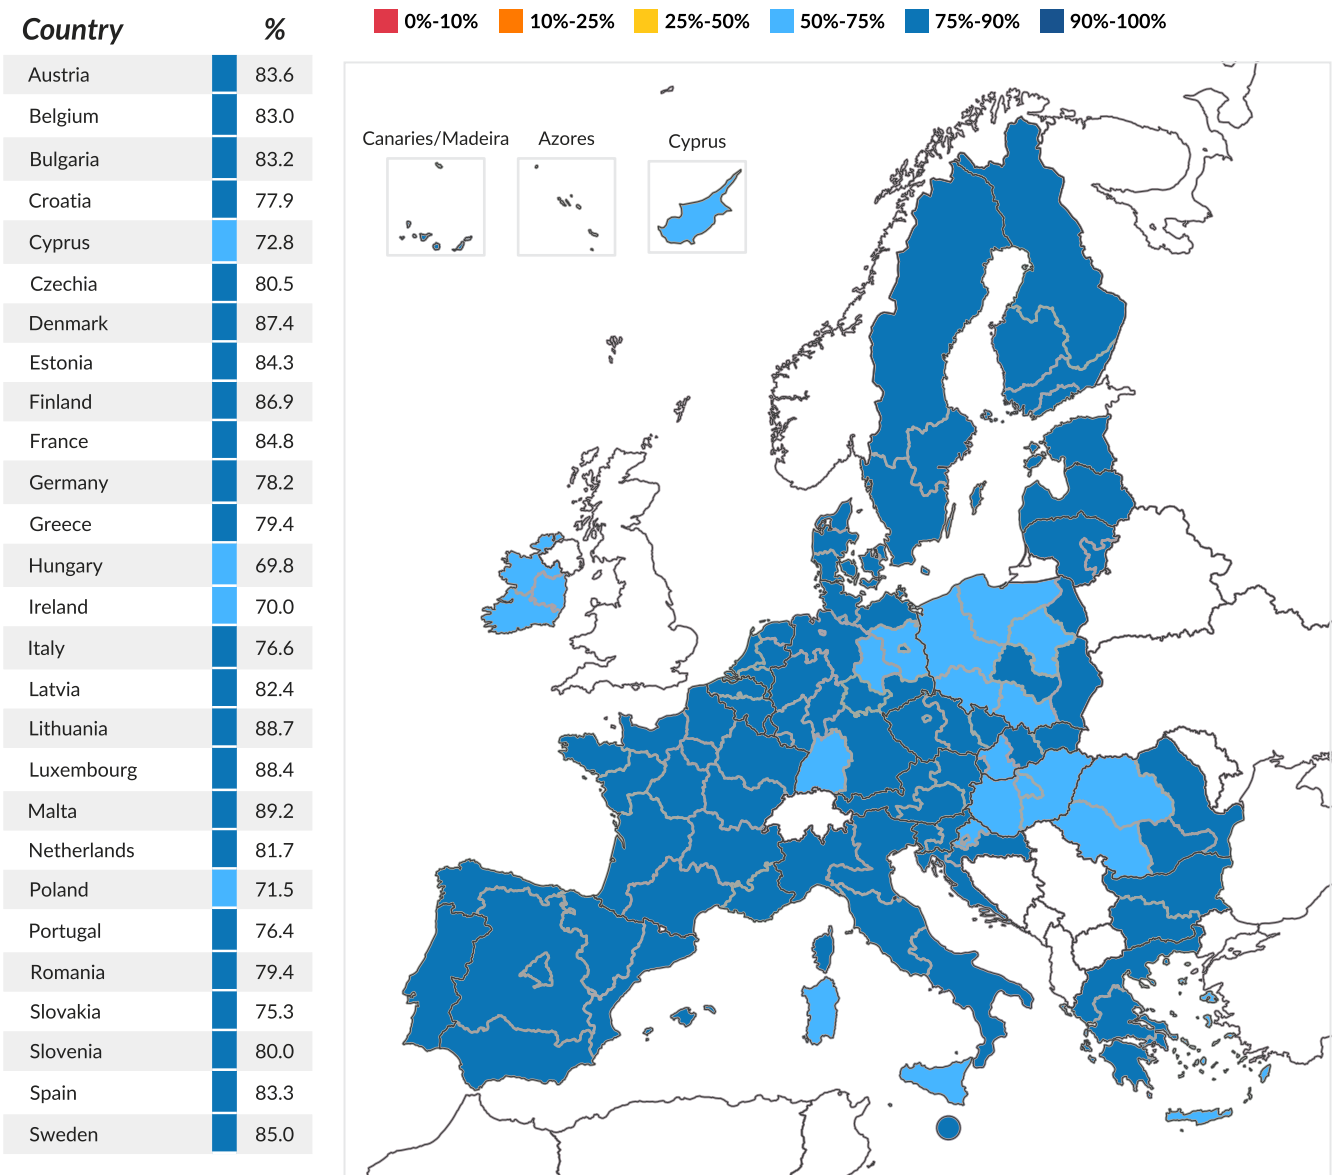 Country %
0%-10% 10%-25% 25%-50% 50%-75% 75%-90% 90%-100%
Austria 83.6
Belgium 83.0
Bulgaria 83.2
Croatia 77.9
Cyprus 72.8
Czechia 80.5
Denmark 87.4
Estonia 84.3
Finland 86.9
France 84.8
Germany 78.2
Greece 79.4
Hungary 69.8
Ireland 70.0
Italy 76.6
Latvia 82.4
Lithuania 88.7
Luxembourg 88.4
Malta 89.2
Netherlands 81.7
Poland 71.5
Portugal 76.4
Romania 79.4
Slovakia 75.3
Slovenia 80.0
Spain 83.3
Sweden 85.0
Canaries/Madeira Azores Cyprus